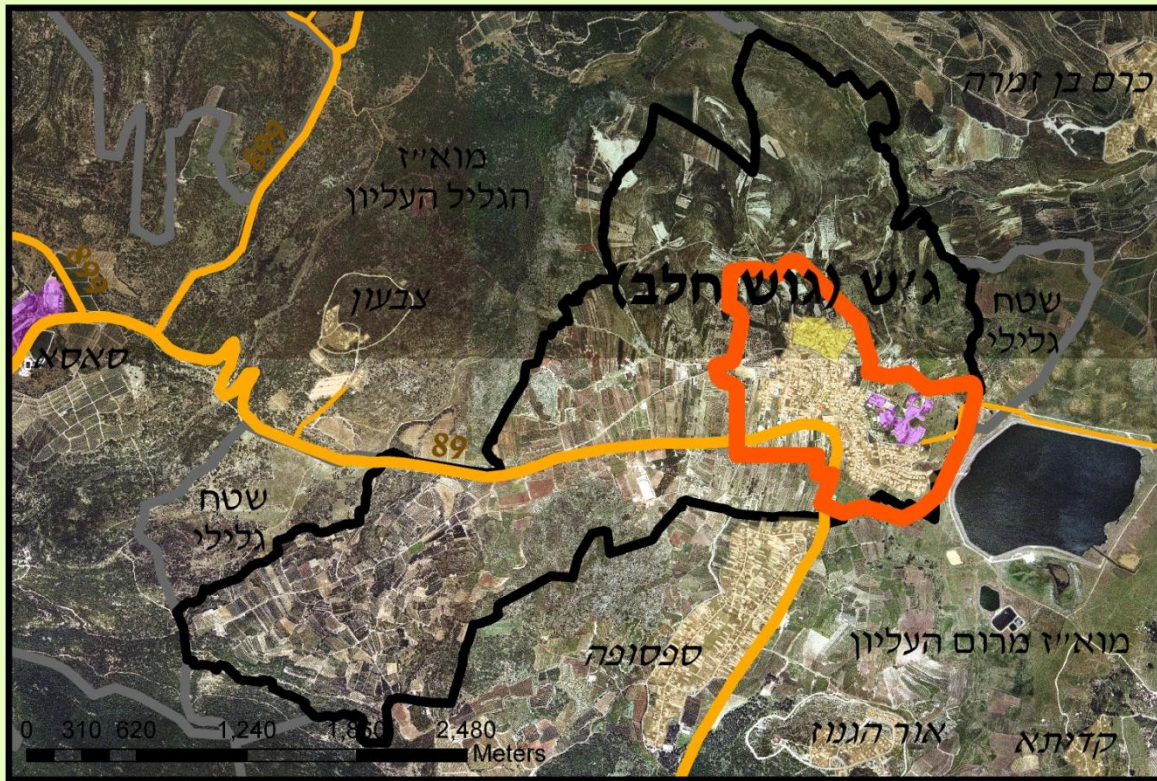 כרם בן זמרה
899
מוא״ז
הגליל העליון
899
צבעון
ג׳ש (גוש חלב)
שטח
גלילי
סאסא
89
שטח
גלילי
מוא״ז מרום העליון
ספסופה
אור הגנוז
קדיתא
0 310 620 1,240 1,860 2,480
Meters